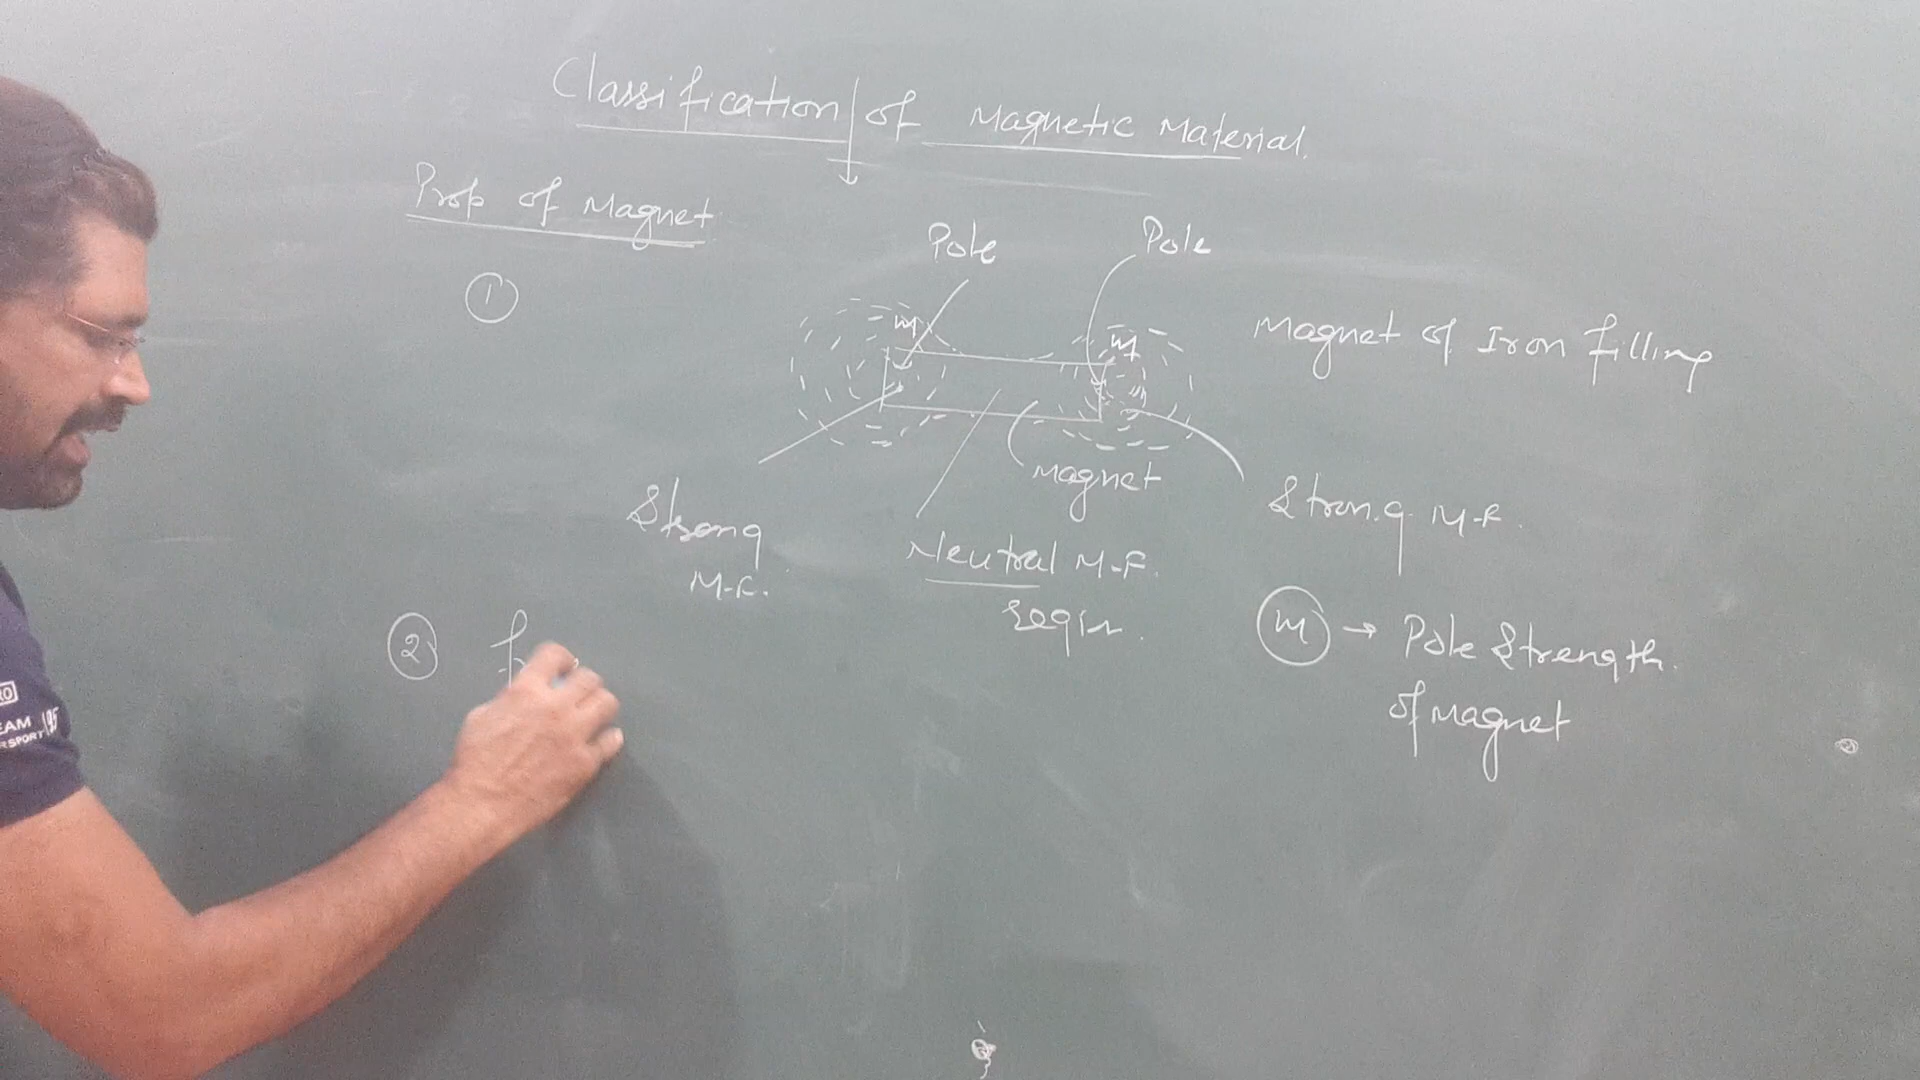 Classification of Magnetic Material.
Prop of Magnet
Pole
Pole
①
m
m
Magnet of Iron filling
magnet
Strong
M.F.
Neutral M.F.
region.
Strong M.F.
m → Pole Strength.
of magnet
②